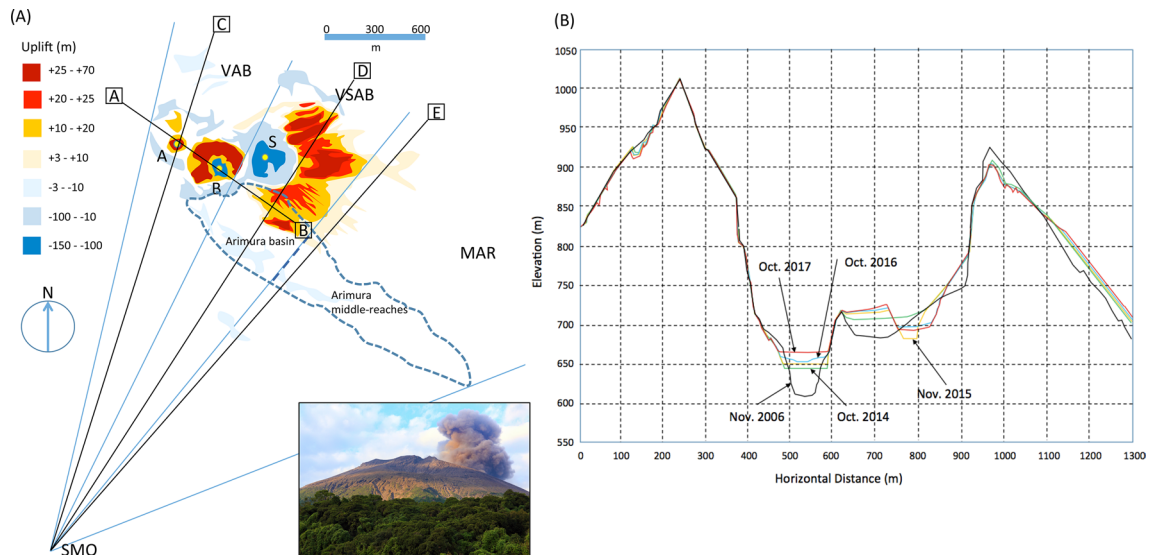 (A)
Uplift (m)
+25 - +70
+20 - +25
+10 - +20
+3 - +10
-3 - -10
-100 - -10
-150 - -100
N
0 300 600
m
C
VAB
D
VSAB
E
A
A
S
B
B'
Arimura basin
MAR
Arimura
middle-reaches
SMO
(B)
Elevation (m)
1050
1000
950
900
850
800
750
700
650
600
550
Oct. 2017
Oct. 2016
Nov. 2015
Nov. 2006
Oct. 2014
0 100 200 300 400 500 600 700 800 900 1000 1100 1200 1300
Horizontal Distance (m)